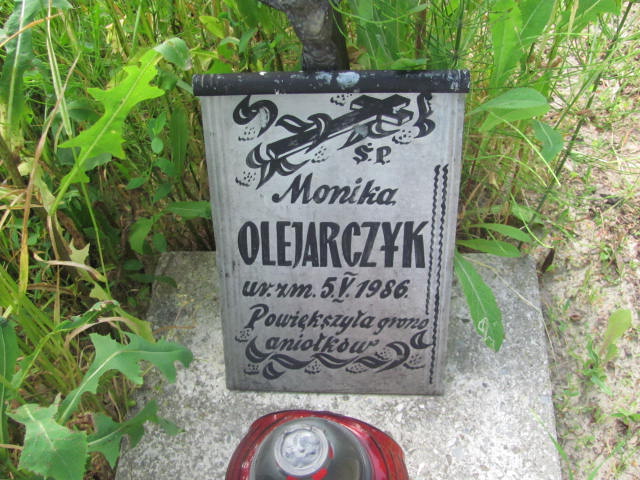 Ś.P.
Monika
OLEJARCZYK
ur.zm. 5.V.1986.
Powiększyła grono
aniołków